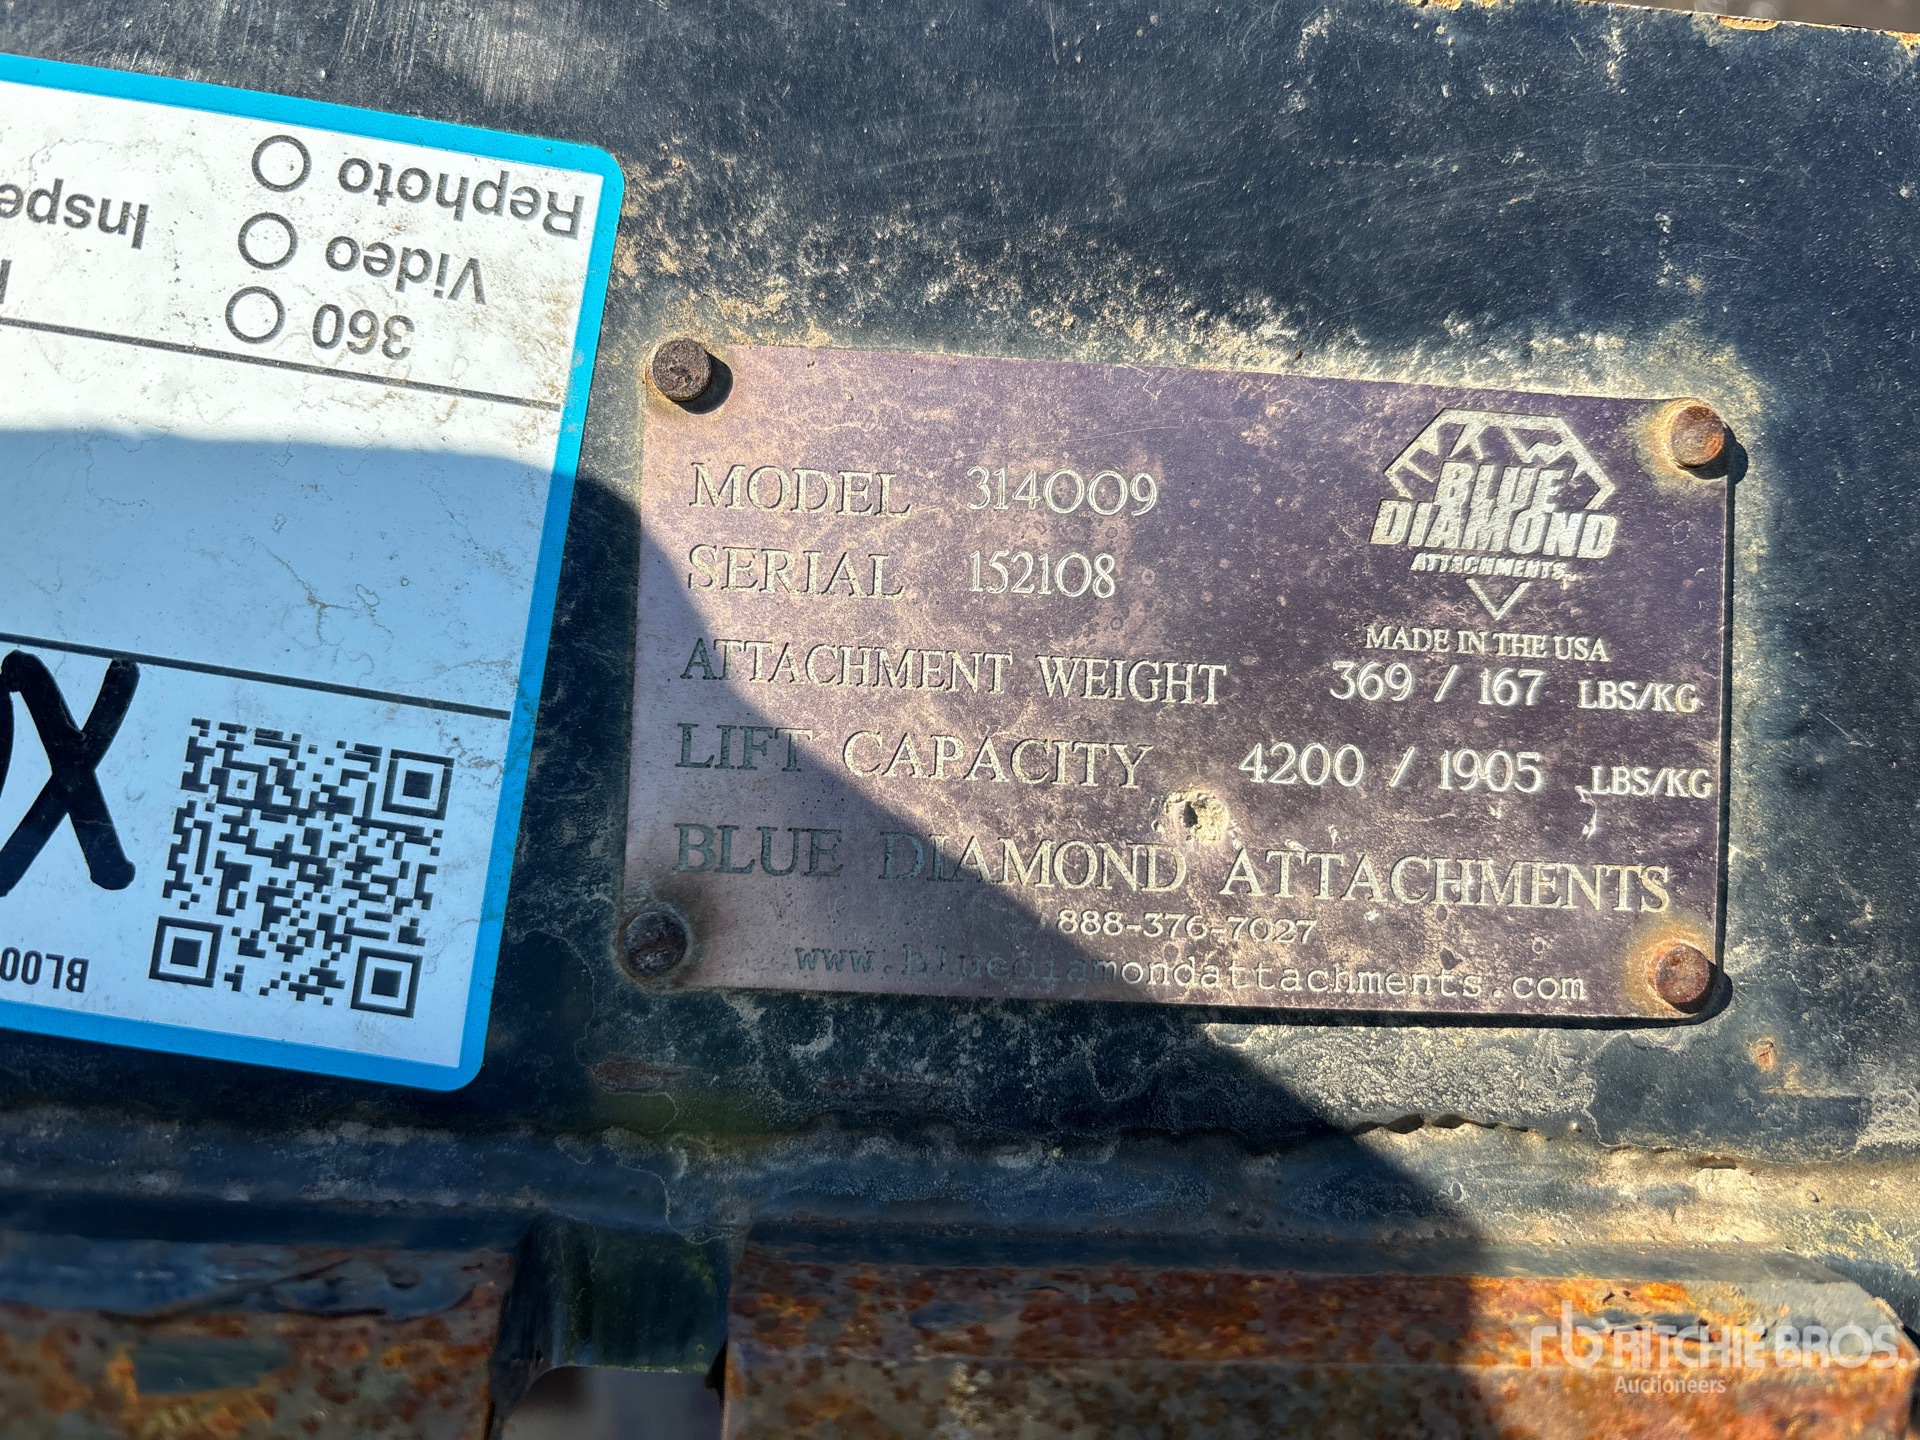 Rephoto
Video
360
MODEL 314009
SERIAL 152108
ATTACHMENT WEIGHT 369 / 167 LBS/KG
LIFT CAPACITY 4200 / 1905 LBS/KG
BLUE DIAMOND ATTACHMENTS
888-376-7027
www.bluediamondattachments.com
BLUE
DIAMOND
ATTACHMENTS
MADE IN THE USA
rb RITCHIE BROS.
Auctioneers